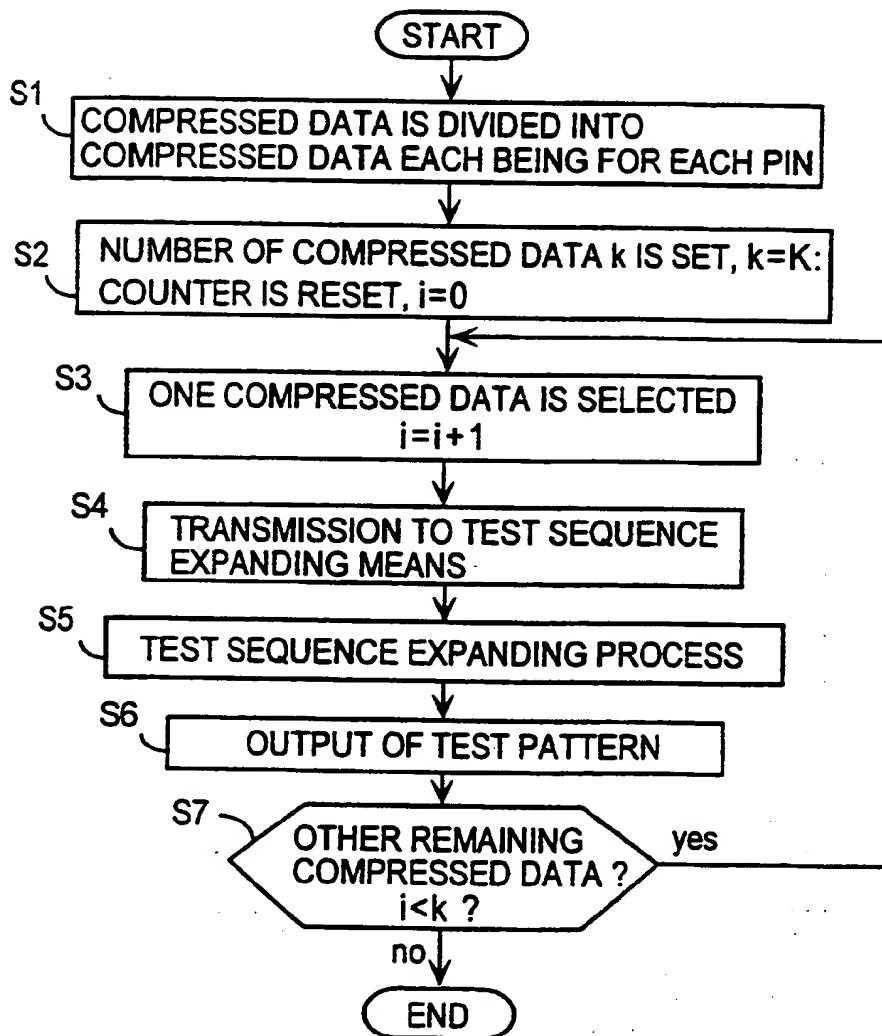 START
S1
COMPRESSED DATA IS DIVIDED INTO
COMPRESSED DATA EACH BEING FOR EACH PIN
S2
NUMBER OF COMPRESSED DATA k IS SET, k=K:
COUNTER IS RESET, i=0
S3
ONE COMPRESSED DATA IS SELECTED
i=i+1
S4
TRANSMISSION TO TEST SEQUENCE
EXPANDING MEANS
S5
TEST SEQUENCE EXPANDING PROCESS
S6
OUTPUT OF TEST PATTERN
S7
OTHER REMAINING
COMPRESSED DATA ?
i<k ?
yes
no
END